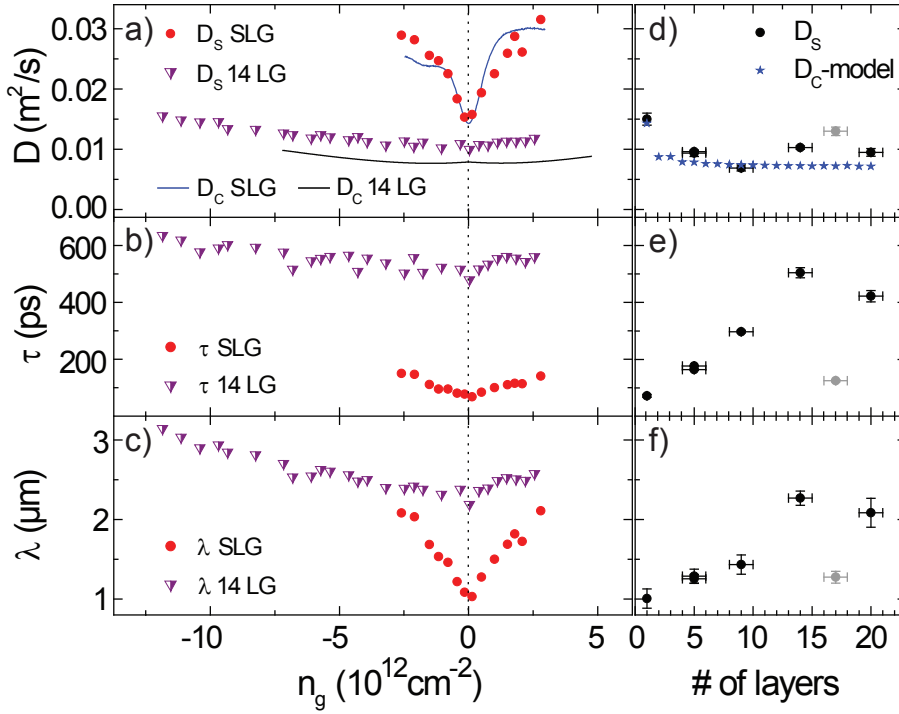 a)
D (m²/s)
0.03
0.02
0.01
0.00
D_S SLG
D_S 14 LG
D_C SLG
D_C 14 LG
d)
D_S
D_C-model
b)
τ (ps)
600
400
200
τ SLG
τ 14 LG
e)
c)
λ (μm)
3
2
1
λ SLG
λ 14 LG
f)
-10
-5
0
5
n_g (10¹²cm⁻²)
0
5
10
15
20
# of layers